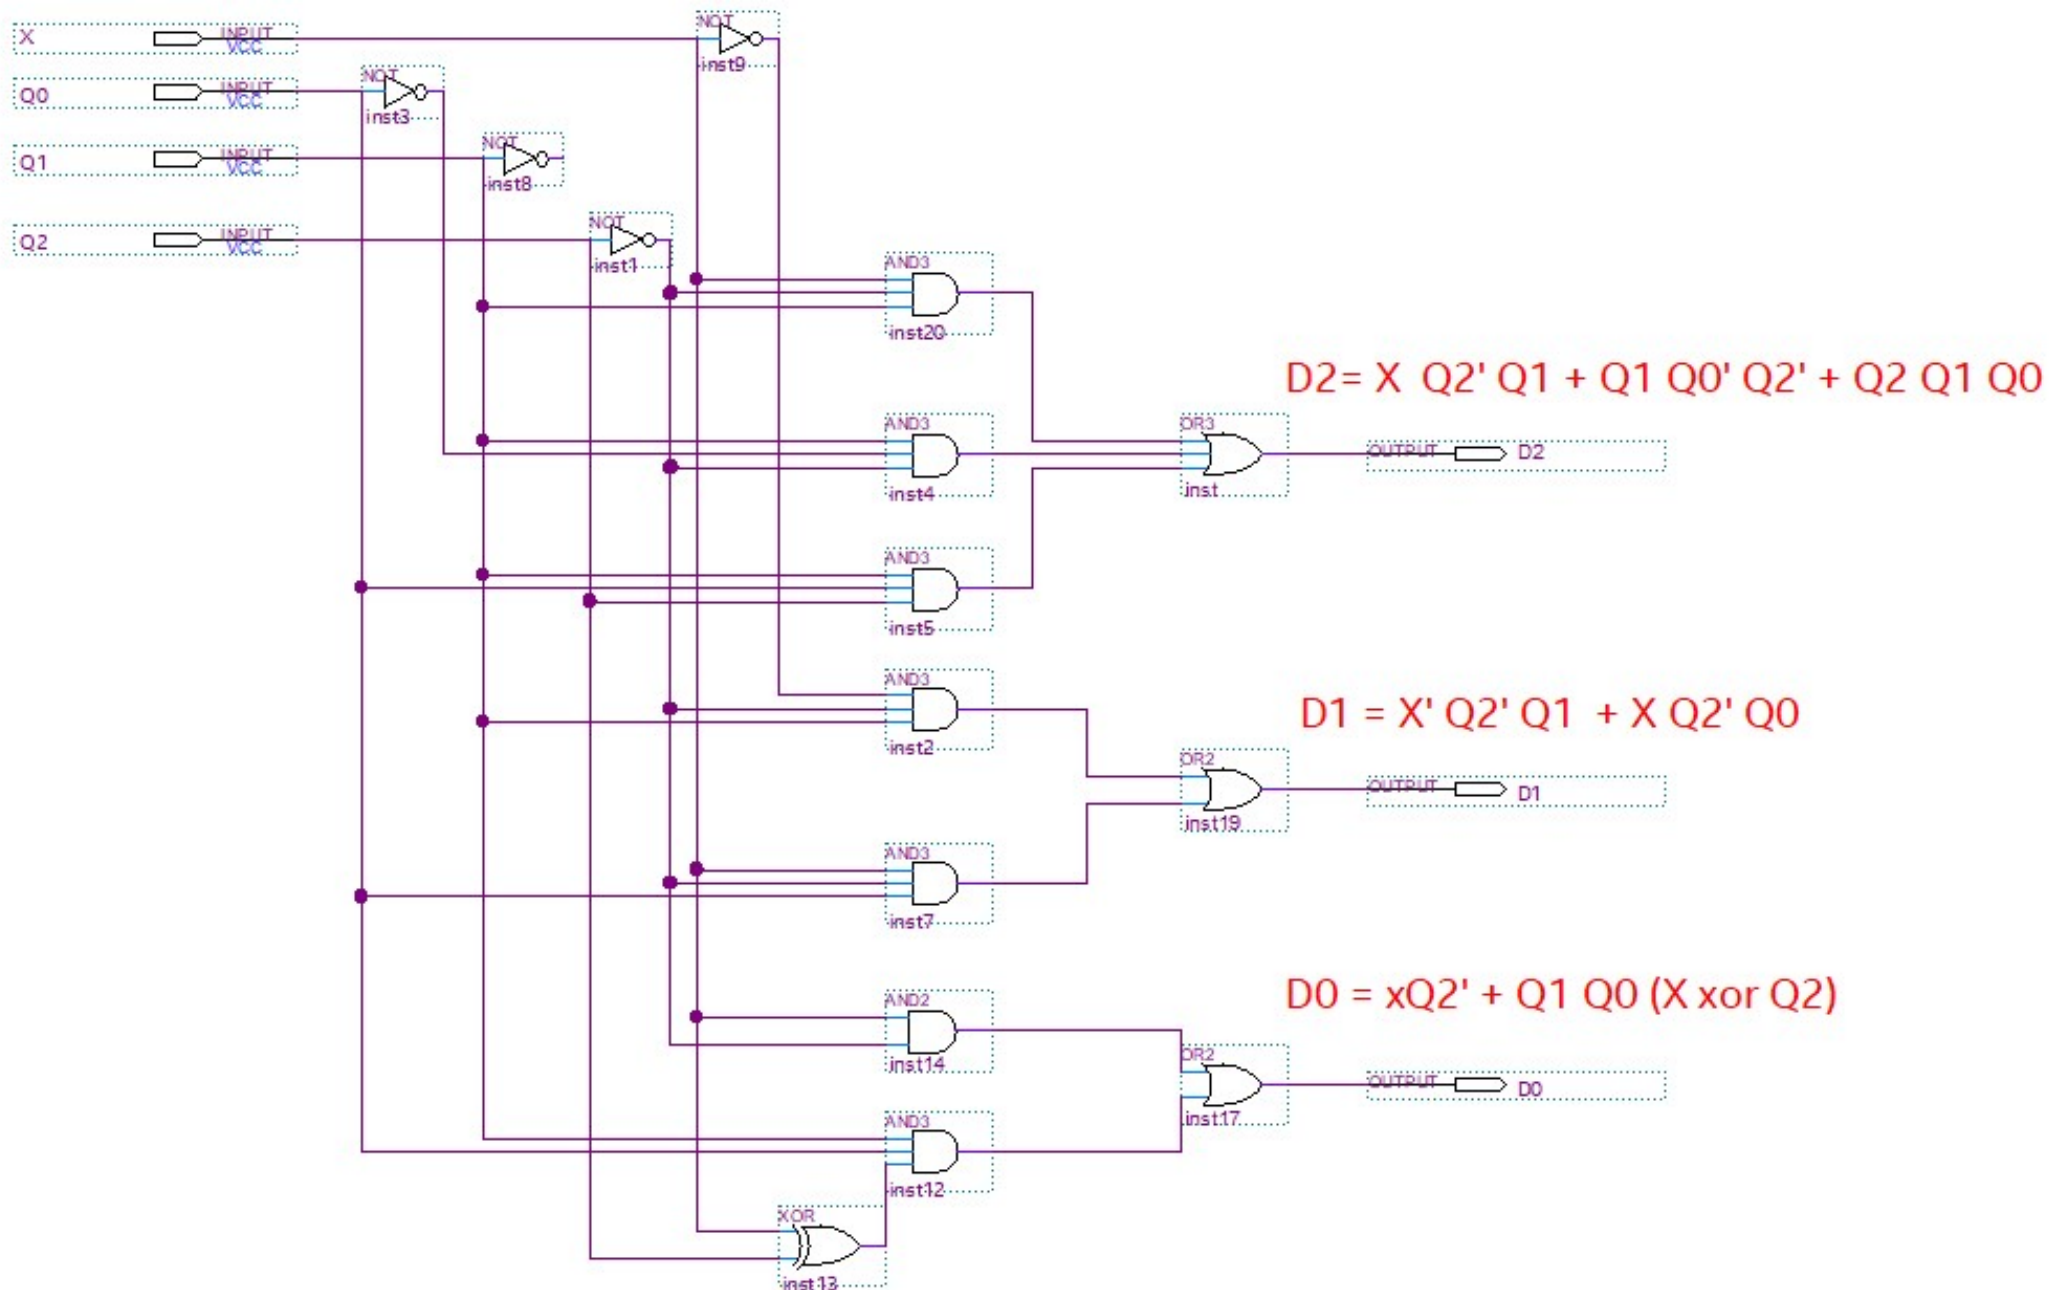 X
INPUT
VCC
NOT
inst9
Q0
INPUT
VCC
NOT
inst3
Q1
INPUT
VCC
NOT
inst8
Q2
INPUT
VCC
NOT
inst1
AND3
inst20
D2= X Q2' Q1 + Q1 Q0' Q2' + Q2 Q1 Q0
AND3
inst4
OR3
inst
OUTPUT
D2
AND3
inst5
AND3
inst2
D1 = X' Q2' Q1 + X Q2' Q0
OR2
inst19
OUTPUT
D1
AND3
inst7
D0 = xQ2' + Q1 Q0 (X xor Q2)
AND2
inst14
OR2
inst17
OUTPUT
D0
AND3
inst12
XOR
inst13